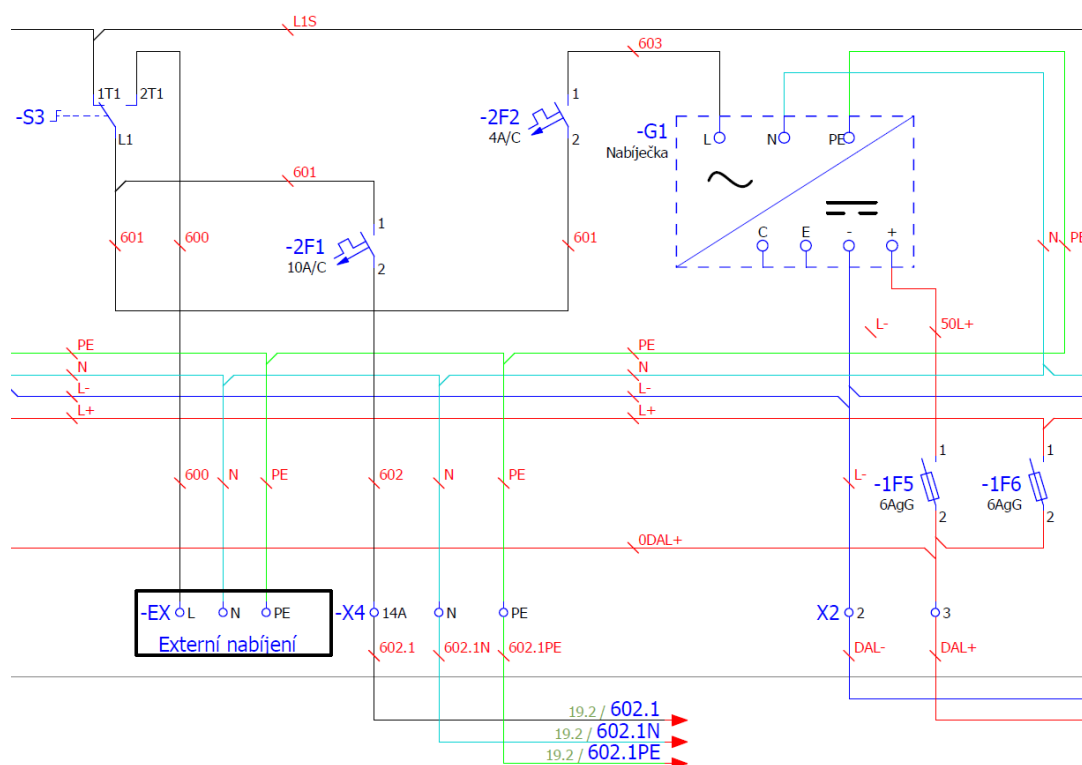 L1S
603
1T1 2T1
-S3
L1
1
-2F2
4A/C
2
-G1
Nabíječka
L N PE
601
601 600
1
-2F1
10A/C
2
601
C E - +
N PE
L- 50L+
PE PE
N N
L- L-
L+ L+
600 N PE 602 N PE
L-
1
-1F5
6AgG
2
1
-1F6
6AgG
2
0DAL+
-EX L N PE
Externí nabíjení
-X4 14A N PE
X2 2 3
602.1 602.1N 602.1PE
DAL- DAL+
19.2 / 602.1
19.2 / 602.1N
19.2 / 602.1PE